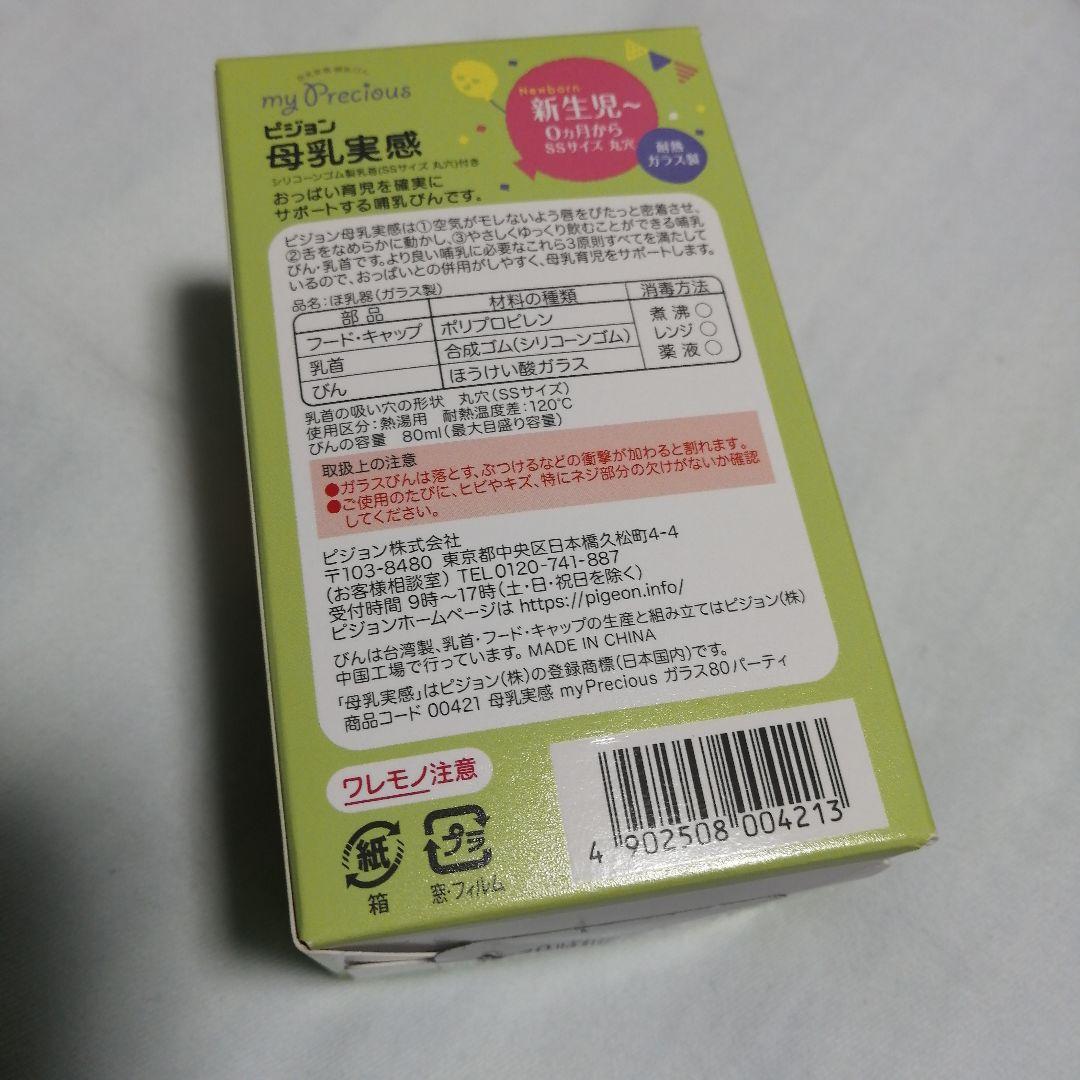 my Precious
ピジョン
母乳実感
シリコーンゴム製乳首(SSサイズ 丸穴)付き
おっぱい育児を確実に
サポートする哺乳びんです。
Newborn
新生児~
0ヵ月から
SSサイズ 丸穴
耐熱
ガラス製
ピジョン母乳実感は①空気がモレないよう唇をぴたっと密着させ、
②舌をなめらかに動かし、③やさしくゆっくり飲むことができる哺乳
びん・乳首です。より良い哺乳に必要なこれら3原則すべてを満たして
いるので、おっぱいとの併用がしやすく、母乳育児をサポートします。
品名:ほ乳器(ガラス製)
部品 材料の種類 消毒方法
フード・キャップ ポリプロピレン 煮沸○
乳首 合成ゴム(シリコーンゴム) レンジ○
びん ほうけい酸ガラス 薬液○
乳首の吸い穴の形状 丸穴(SSサイズ)
使用区分:熱湯用 耐熱温度差:120℃
びんの容量 80ml(最大目盛り容量)
取扱上の注意
●ガラスびんは落とす、ぶつけるなどの衝撃が加わると割れます。
●ご使用のたびに、ヒビやキズ、特にネジ部分の欠けがないか確認
してください。
ピジョン株式会社
〒103-8480 東京都中央区日本橋久松町4-4
(お客様相談室) TEL 0120-741-887
受付時間 9時~17時(土・日・祝日を除く)
ピジョンホームページは https://pigeon.info/
びんは台湾製、乳首・フード・キャップの生産と組み立てはピジョン(株)
中国工場で行っています。 MADE IN CHINA
「母乳実感」はピジョン(株)の登録商標(日本国内)です。
商品コード 00421 母乳実感 myPrecious ガラス80パーティ
ワレモノ注意
紙
箱
プラ
窓・フィルム
4 902508 004213